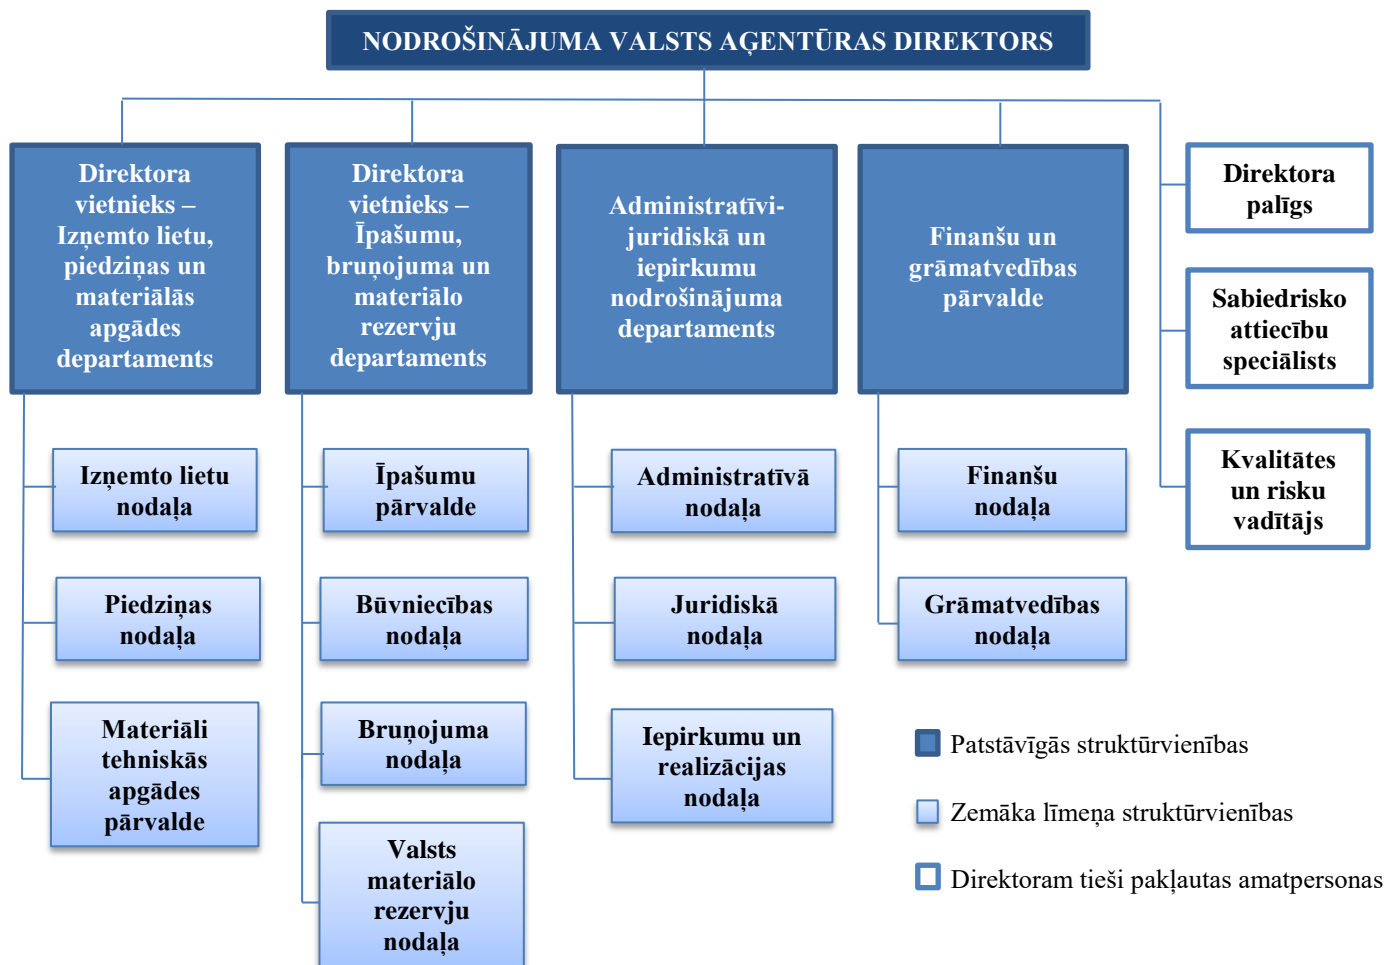 NODROŠINĀJUMA VALSTS AĢENTŪRAS DIREKTORS
Direktora
vietnieks –
Izņemto lietu,
piedziņas un
materiālās
apgādes
departaments
Direktora
vietnieks –
Īpašumu,
bruņojuma un
materiālo
rezervju
departaments
Administratīvi-
juridiskā un
iepirkumu
nodrošinājuma
departaments
Finanšu un
grāmatvedības
pārvalde
Direktora
palīgs
Sabiedrisko
attiecību
speciālists
Kvalitātes
un risku
vadītājs
Izņemto lietu
nodaļa
Piedziņas
nodaļa
Materiāli
tehniskās
apgādes
pārvalde
Īpašumu
pārvalde
Būvniecības
nodaļa
Bruņojuma
nodaļa
Valsts
materiālo
rezervju
nodaļa
Administratīvā
nodaļa
Juridiskā
nodaļa
Iepirkumu un
realizācijas
nodaļa
Finanšu
nodaļa
Grāmatvedības
nodaļa
Patstāvīgās struktūrvienības
Zemāka līmeņa struktūrvienības
Direktoram tieši pakļautas amatpersonas